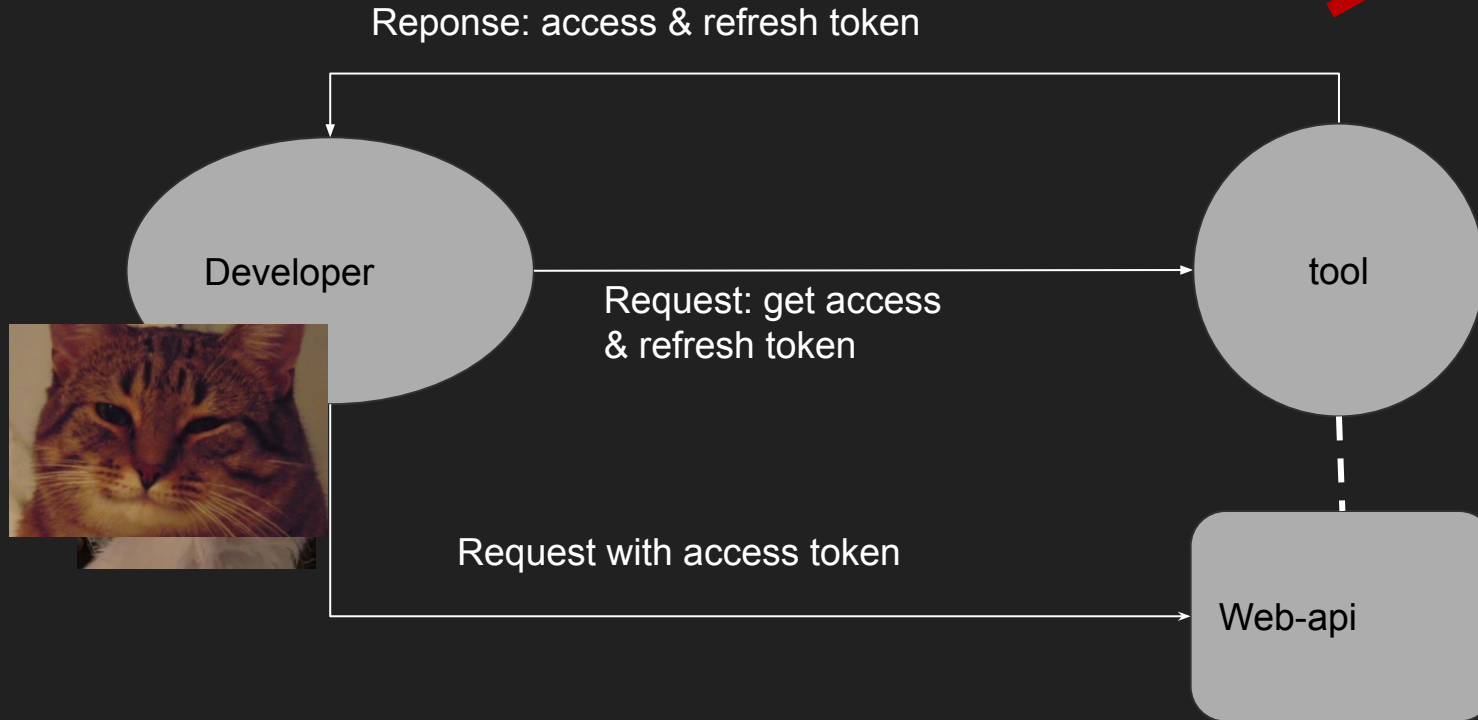 Reponse: access & refresh token
Developer
tool
Request: get access
& refresh token
Request with access token
Web-api